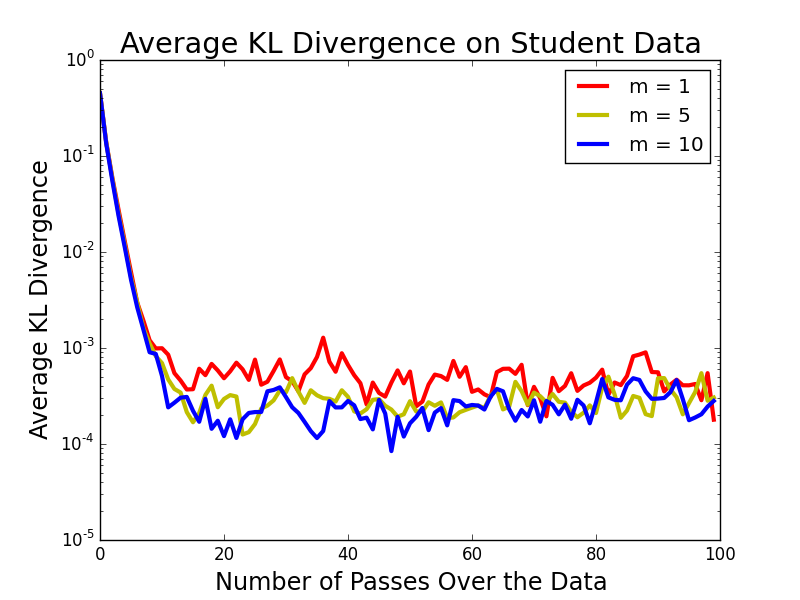 Average KL Divergence on Student Data
10^0
10^-1
10^-2
10^-3
10^-4
10^-5
Average KL Divergence
m = 1
m = 5
m = 10
0 20 40 60 80 100
Number of Passes Over the Data